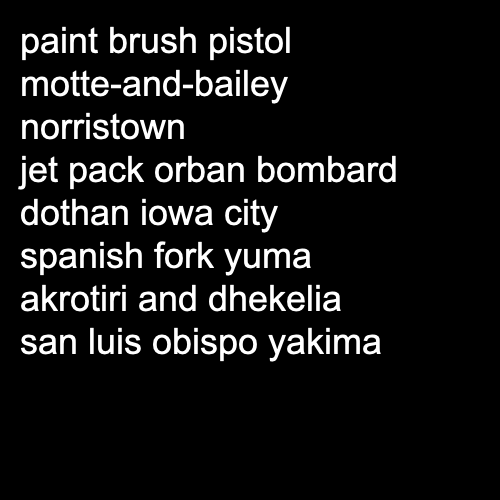 paint brush pistol
motte-and-bailey
norristown
jet pack orban bombard
dothan iowa city
spanish fork yuma
akrotiri and dhekelia
san luis obispo yakima